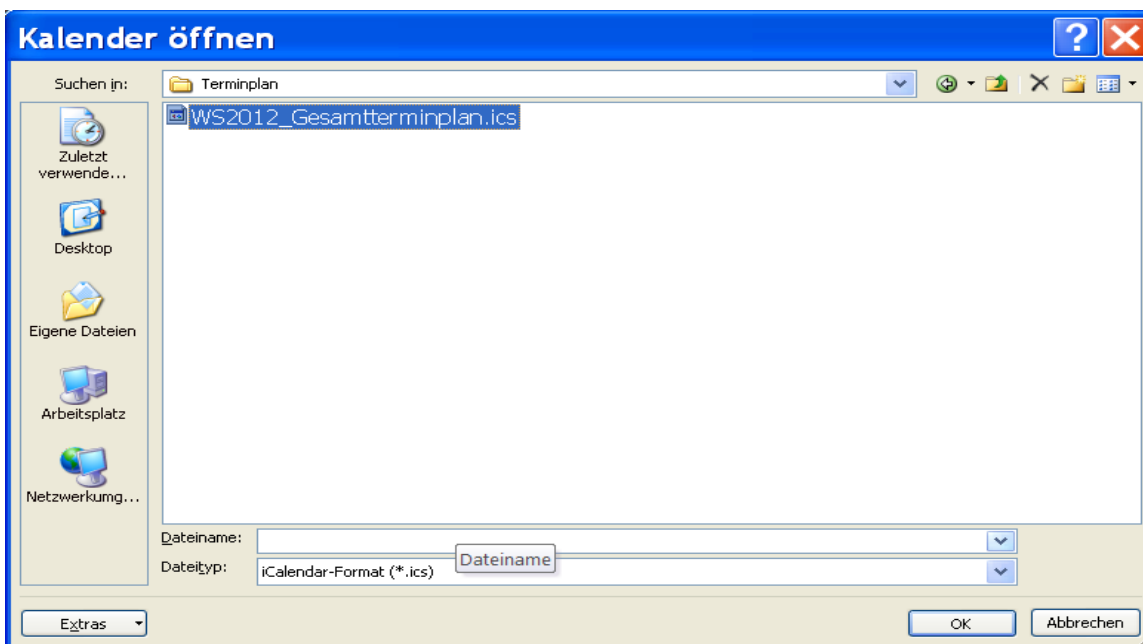 Kalender öffnen
Suchen in:
Terminplan
WS2012_Gesamtterminplan.ics
Zuletzt
verwende...
Desktop
Eigene Dateien
Arbeitsplatz
Netzwerkumg...
Dateiname:
Dateiname
Dateityp:
iCalendar-Format (*.ics)
Extras
OK
Abbrechen